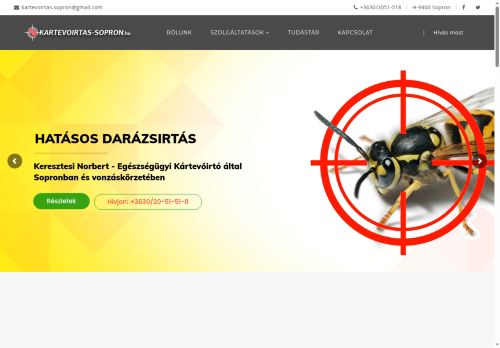 kartevoirtas.sopron@gmail.com
+3630/2051-518 | H-9400 Sopron |
KARTEVOIRTAS-SOPRON.hu
RÓLUNK SZOLGÁLTATÁSOK TUDÁSTÁR KAPCSOLAT | Hívás most
HATÁSOS DARÁZSIRTÁS
Keresztesi Norbert - Egészségügyi Kártevőirtó által
Sopronban és vonzáskörzetében
Részletek
Hívjon: +3630/20-51-51-8